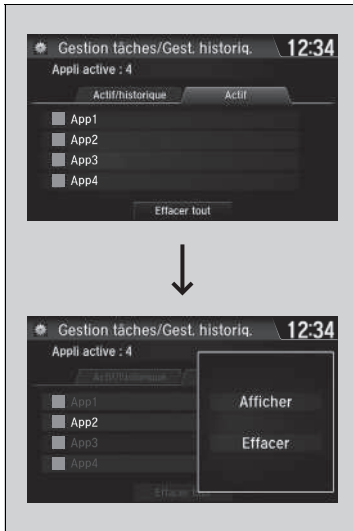 Gestion tâches/Gest. historiq. 12:34
Appli active : 4
Actif/historique Actif
App1
App2
App3
App4
Effacer tout
Gestion tâches/Gest. historiq. 12:34
Appli active : 4
Actif/historique
App1
App2
App3
App4
Afficher
Effacer
Effacer tout